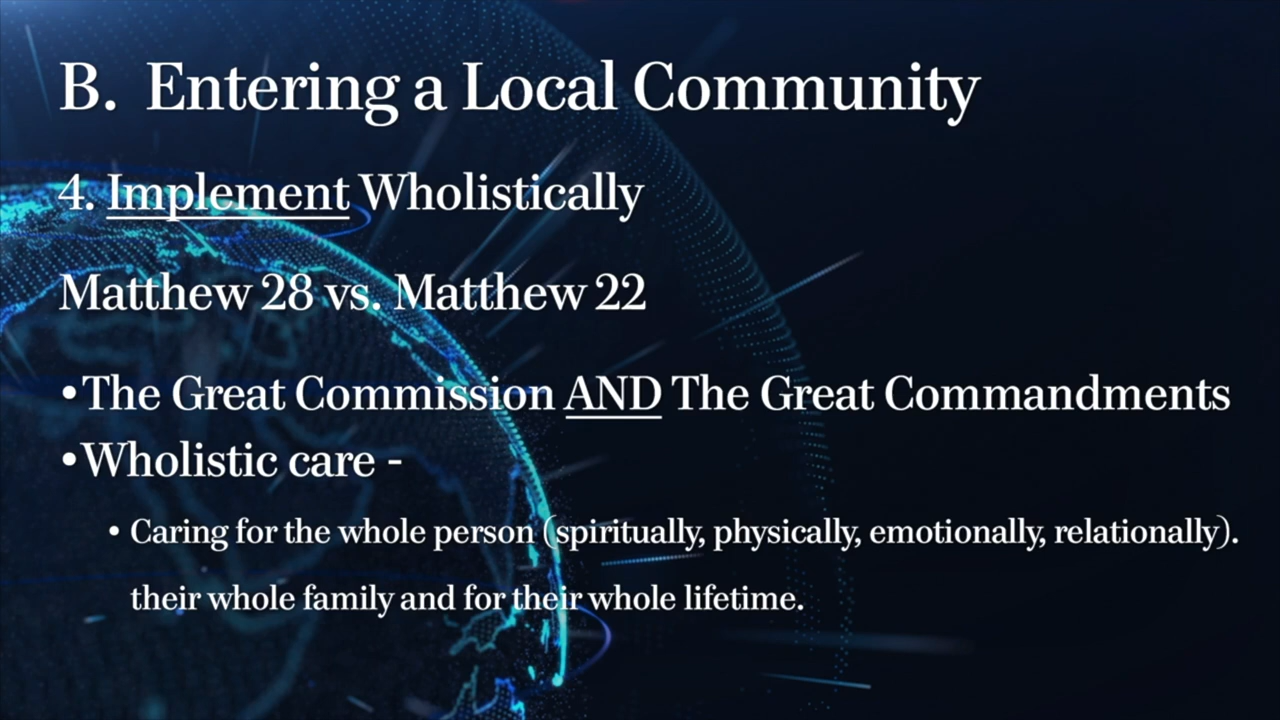 B. Entering a Local Community
4. Implement Wholistically
Matthew 28 vs. Matthew 22
•The Great Commission AND The Great Commandments
•Wholistic care -
• Caring for the whole person (spiritually, physically, emotionally, relationally).
their whole family and for their whole lifetime.